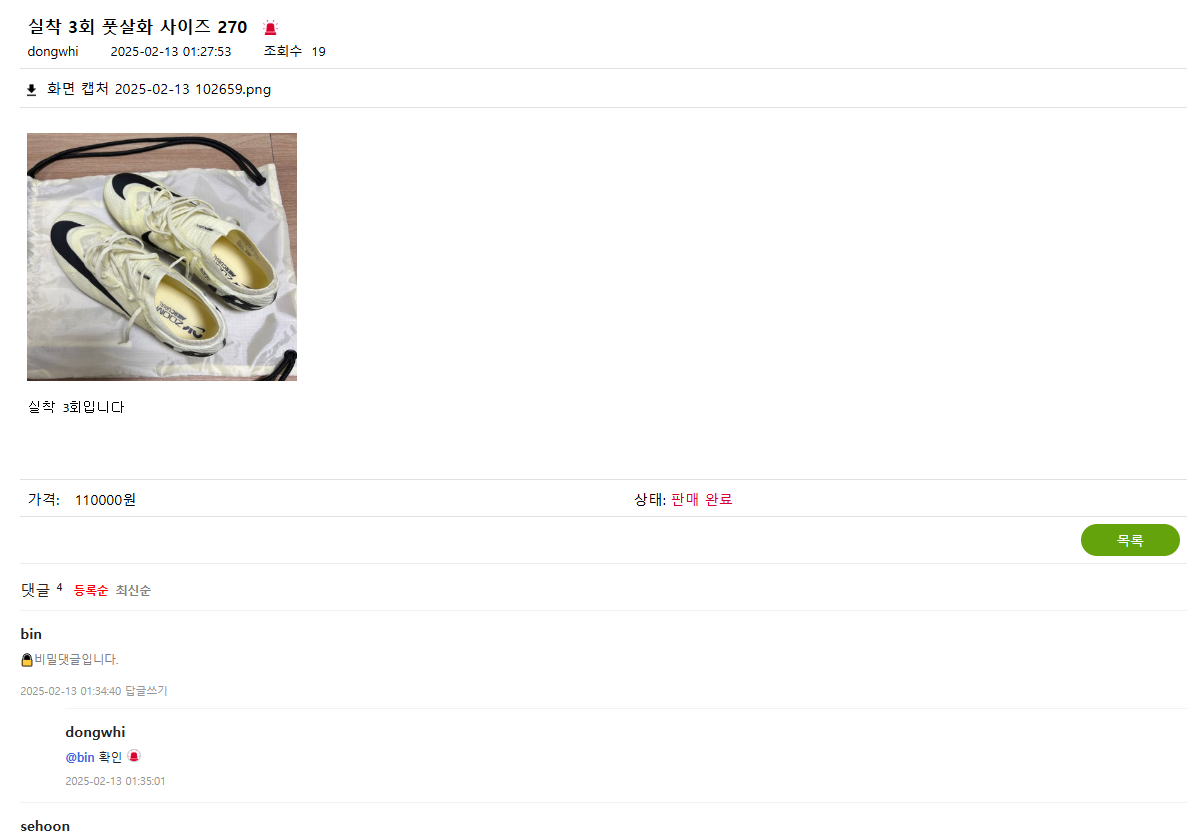 실착 3회 풋살화 사이즈 270
dongwhi 2025-02-13 01:27:53 조회수 19
화면 캡처 2025-02-13 102659.png
ZOOM
실착 3회입니다
가격: 110000원 상태: 판매 완료
목록
댓글 4 등록순 최신순
bin
비밀댓글입니다.
2025-02-13 01:34:40 답글쓰기
dongwhi
@bin 확인
2025-02-13 01:35:01
sehoon